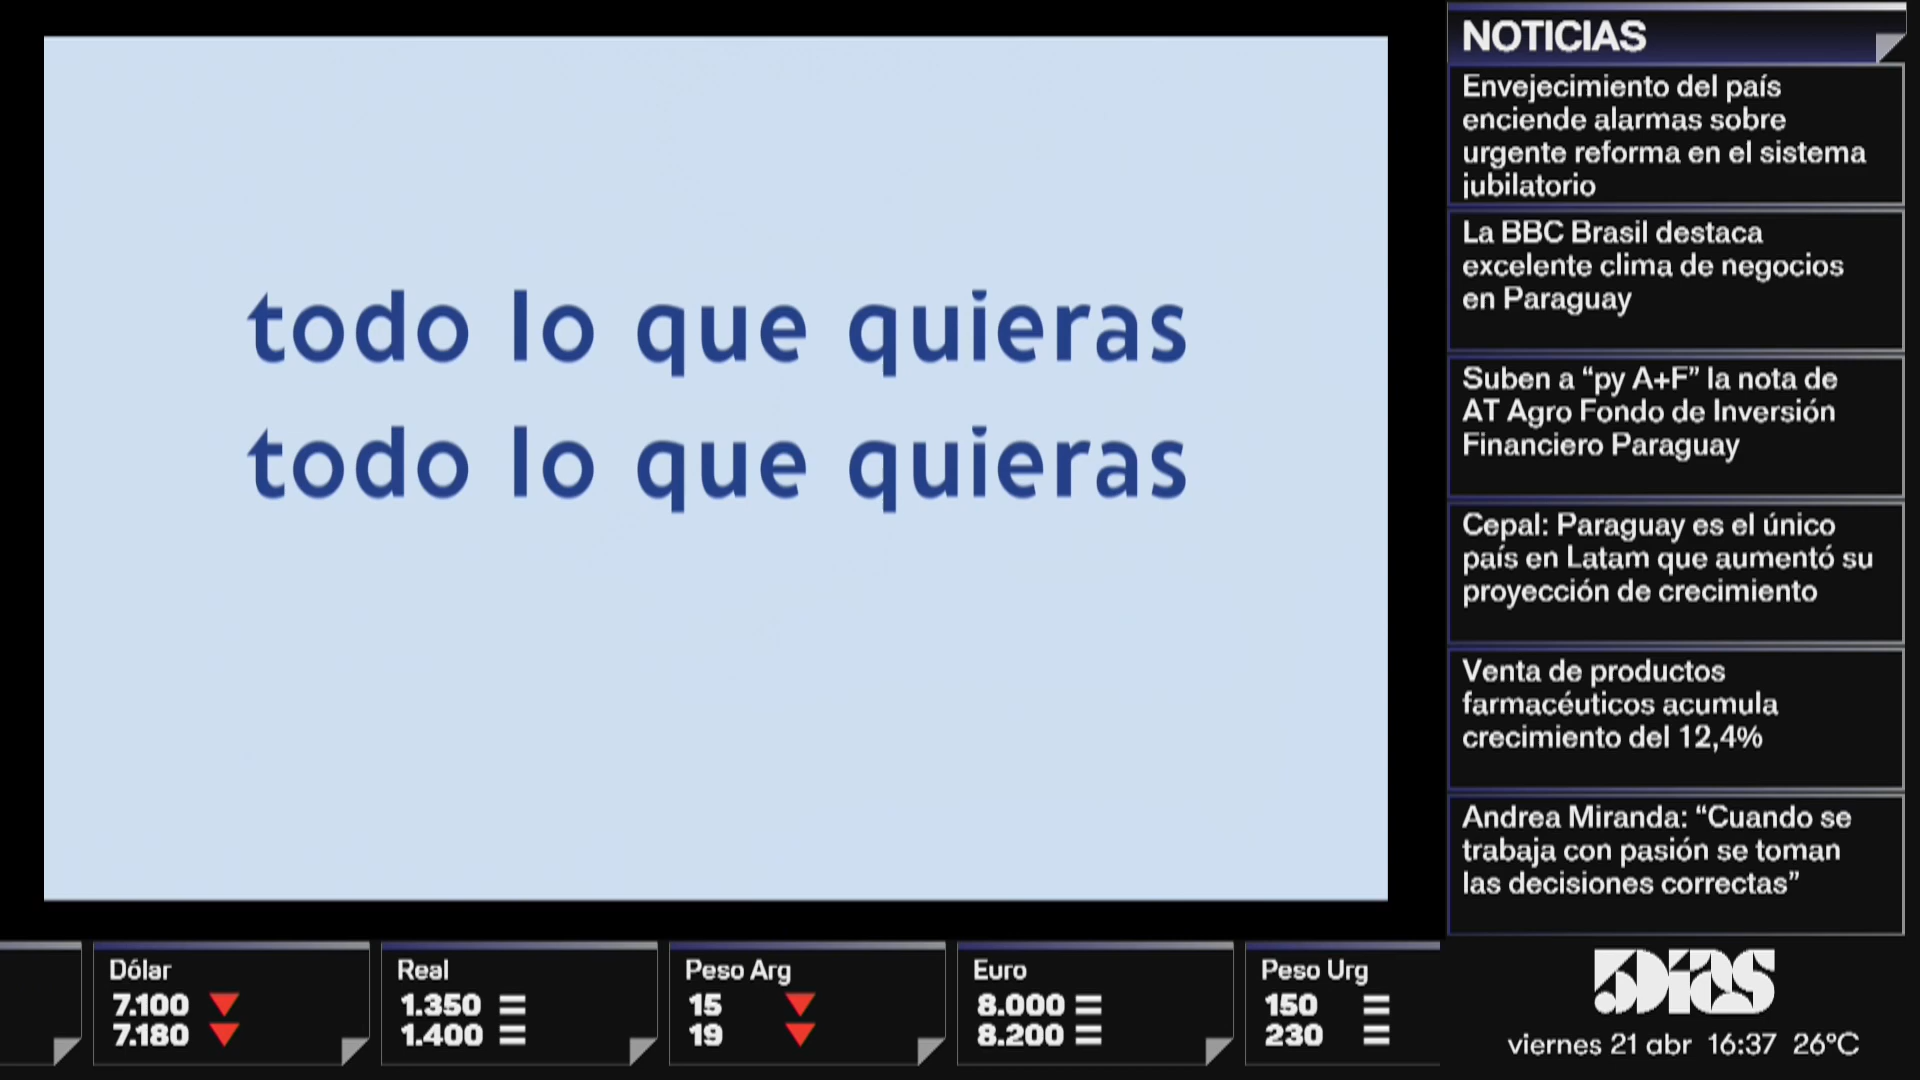 todo lo que quieras
todo lo que quieras
NOTICIAS
Envejecimiento del país
enciende alarmas sobre
urgente reforma en el sistema
jubilatorio
La BBC Brasil destaca
excelente clima de negocios
en Paraguay
Suben a “py A+F” la nota de
AT Agro Fondo de Inversión
Financiero Paraguay
Cepal: Paraguay es el único
país en Latam que aumentó su
proyección de crecimiento
Venta de productos
farmacéuticos acumula
crecimiento del 12,4%
Andrea Miranda: “Cuando se
trabaja con pasión se toman
las decisiones correctas”
Dólar
7.100
7.180
Real
1.350
1.400
Peso Arg
15
19
Euro
8.000
8.200
Peso Urg
150
230
5Días
viernes 21 abr 16:37 26°C